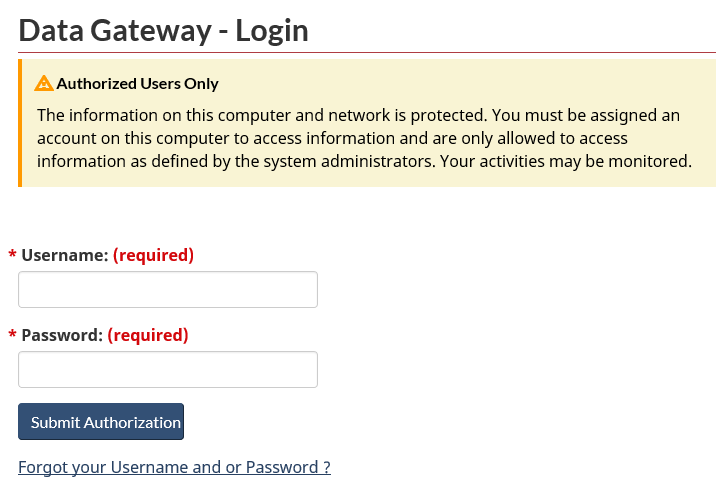 Data Gateway - Login
Authorized Users Only
The information on this computer and network is protected. You must be assigned an
account on this computer to access information and are only allowed to access
information as defined by the system administrators. Your activities may be monitored.
* Username: (required)
* Password: (required)
Submit Authorization
Forgot your Username and or Password ?